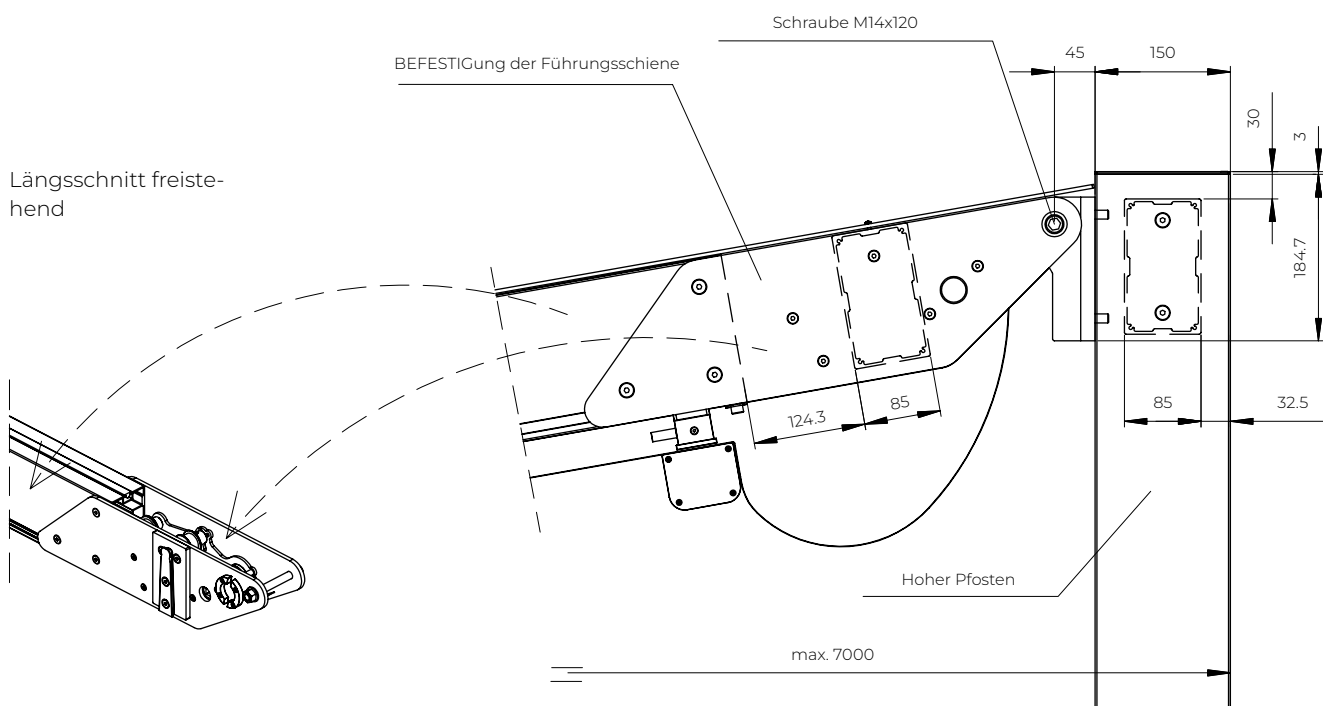 Schraube M14x120
BEFESTIGung der Führungsschiene
45
150
30
3
Längsschnitt freiste-
hend
184.7
124.3
85
85
32.5
Hoher Pfosten
max. 7000